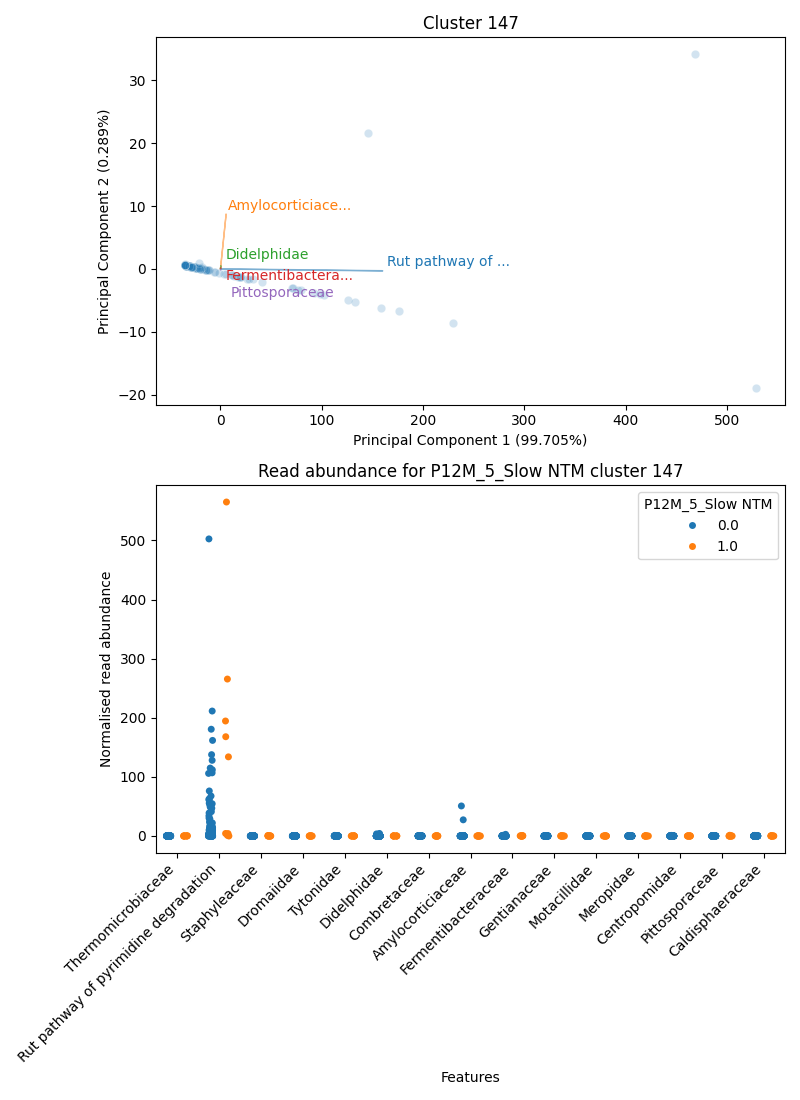 Cluster 147
30
20
10
0
−10
−20
Principal Component 2 (0.289%)
Amylocorticiace...
Didelphidae
Rut pathway of ...
Fermentibactera...
Pittosporaceae
0 100 200 300 400 500
Principal Component 1 (99.705%)
Read abundance for P12M_5_Slow NTM cluster 147
P12M_5_Slow NTM
0.0
1.0
500
400
300
200
100
0
Normalised read abundance
Thermomicrobiaceae
Rut pathway of pyrimidine degradation
Staphyleaceae
Dromaiidae
Tytonidae
Didelphidae
Combretaceae
Amylocorticiaceae
Fermentibacteraceae
Gentianaceae
Motacillidae
Meropidae
Centropomidae
Pittosporaceae
Caldisphaeraceae
Features